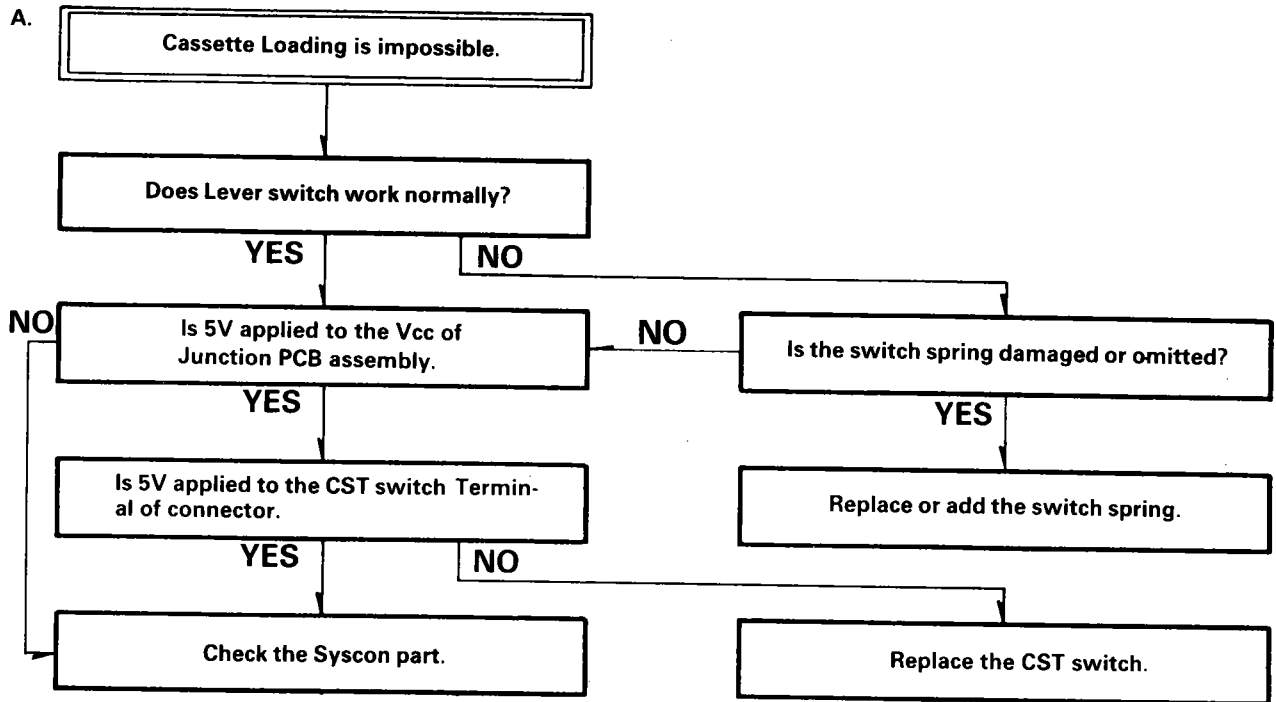 A.
Cassette Loading is impossible.
Does Lever switch work normally?
YES
NO
NO
Is 5V applied to the Vcc of
Junction PCB assembly.
NO
Is the switch spring damaged or omitted?
YES
YES
Is 5V applied to the CST switch Termin-
al of connector.
Replace or add the switch spring.
YES
NO
Check the Syscon part.
Replace the CST switch.